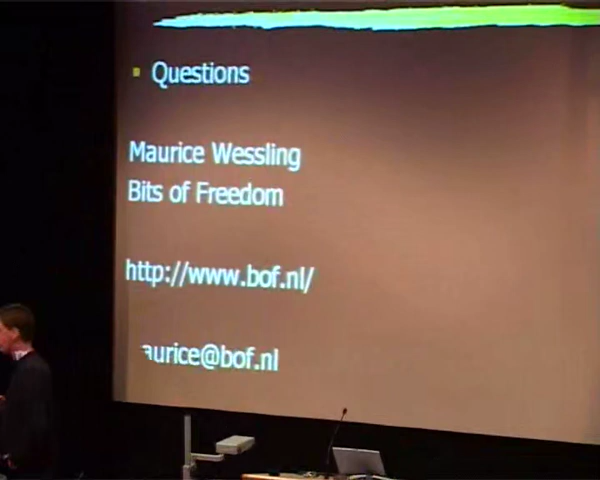 Questions
Maurice Wessling
Bits of Freedom
http://www.bof.nl/
aurice@bof.nl